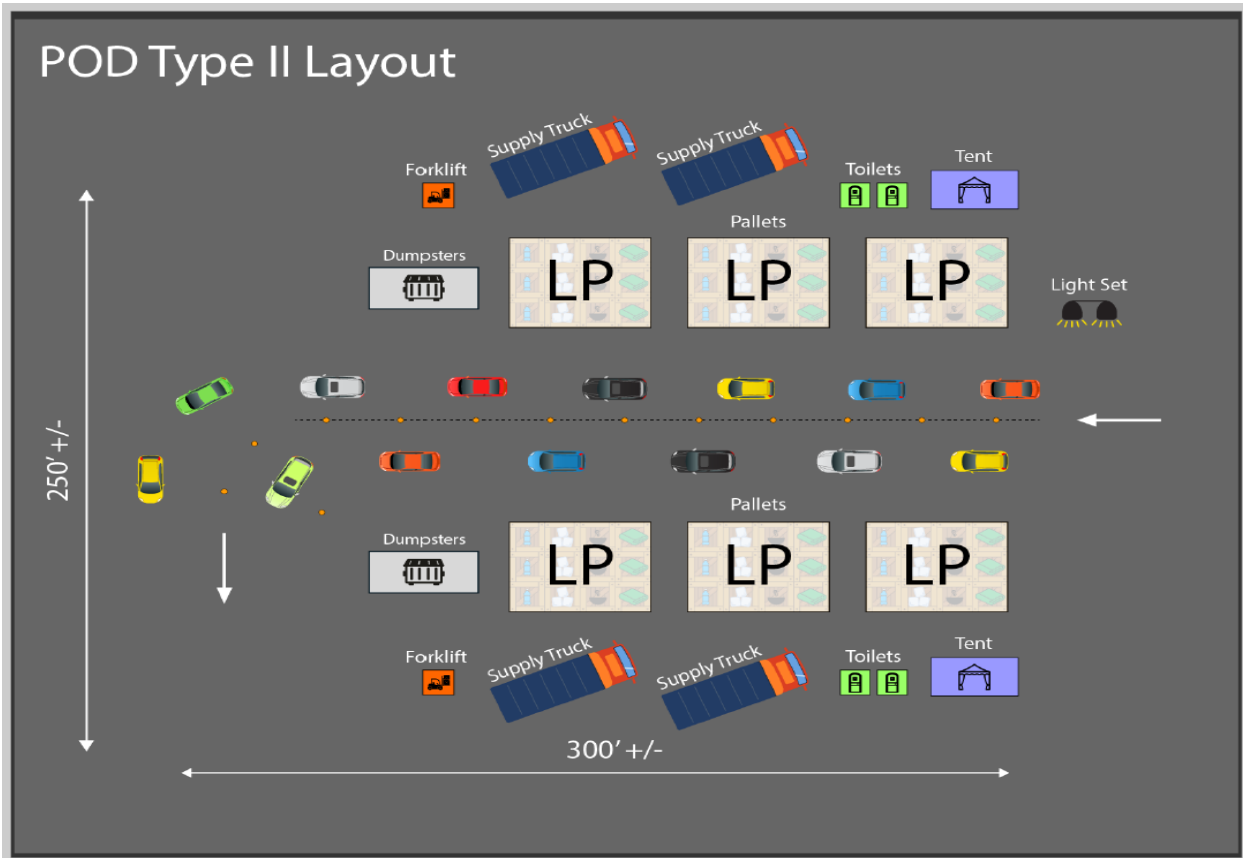 POD Type II Layout
Supply Truck
Supply Truck
Forklift
Toilets
Tent
Pallets
Dumpsters
LP
LP
LP
Light Set
250' +/-
Pallets
Dumpsters
LP
LP
LP
Forklift
Supply Truck
Supply Truck
Toilets
Tent
300' +/-